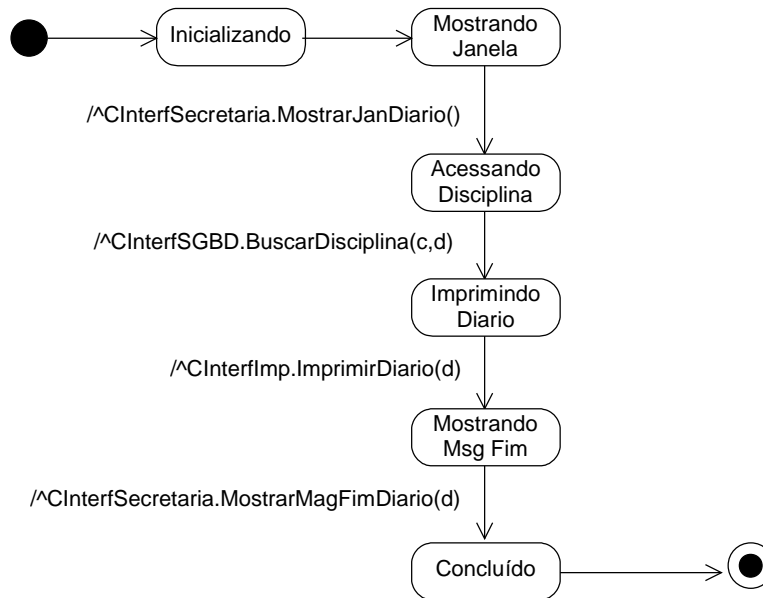 Inicializando
Mostrando
Janela
/^CInterfSecretaria.MostrarJanDiario()
Acessando
Disciplina
/^CInterfSGBD.BuscarDisciplina(c,d)
Imprimindo
Diario
/^CInterfImp.ImprimirDiario(d)
Mostrando
Msg Fim
/^CInterfSecretaria.MostrarMagFimDiario(d)
Concluído